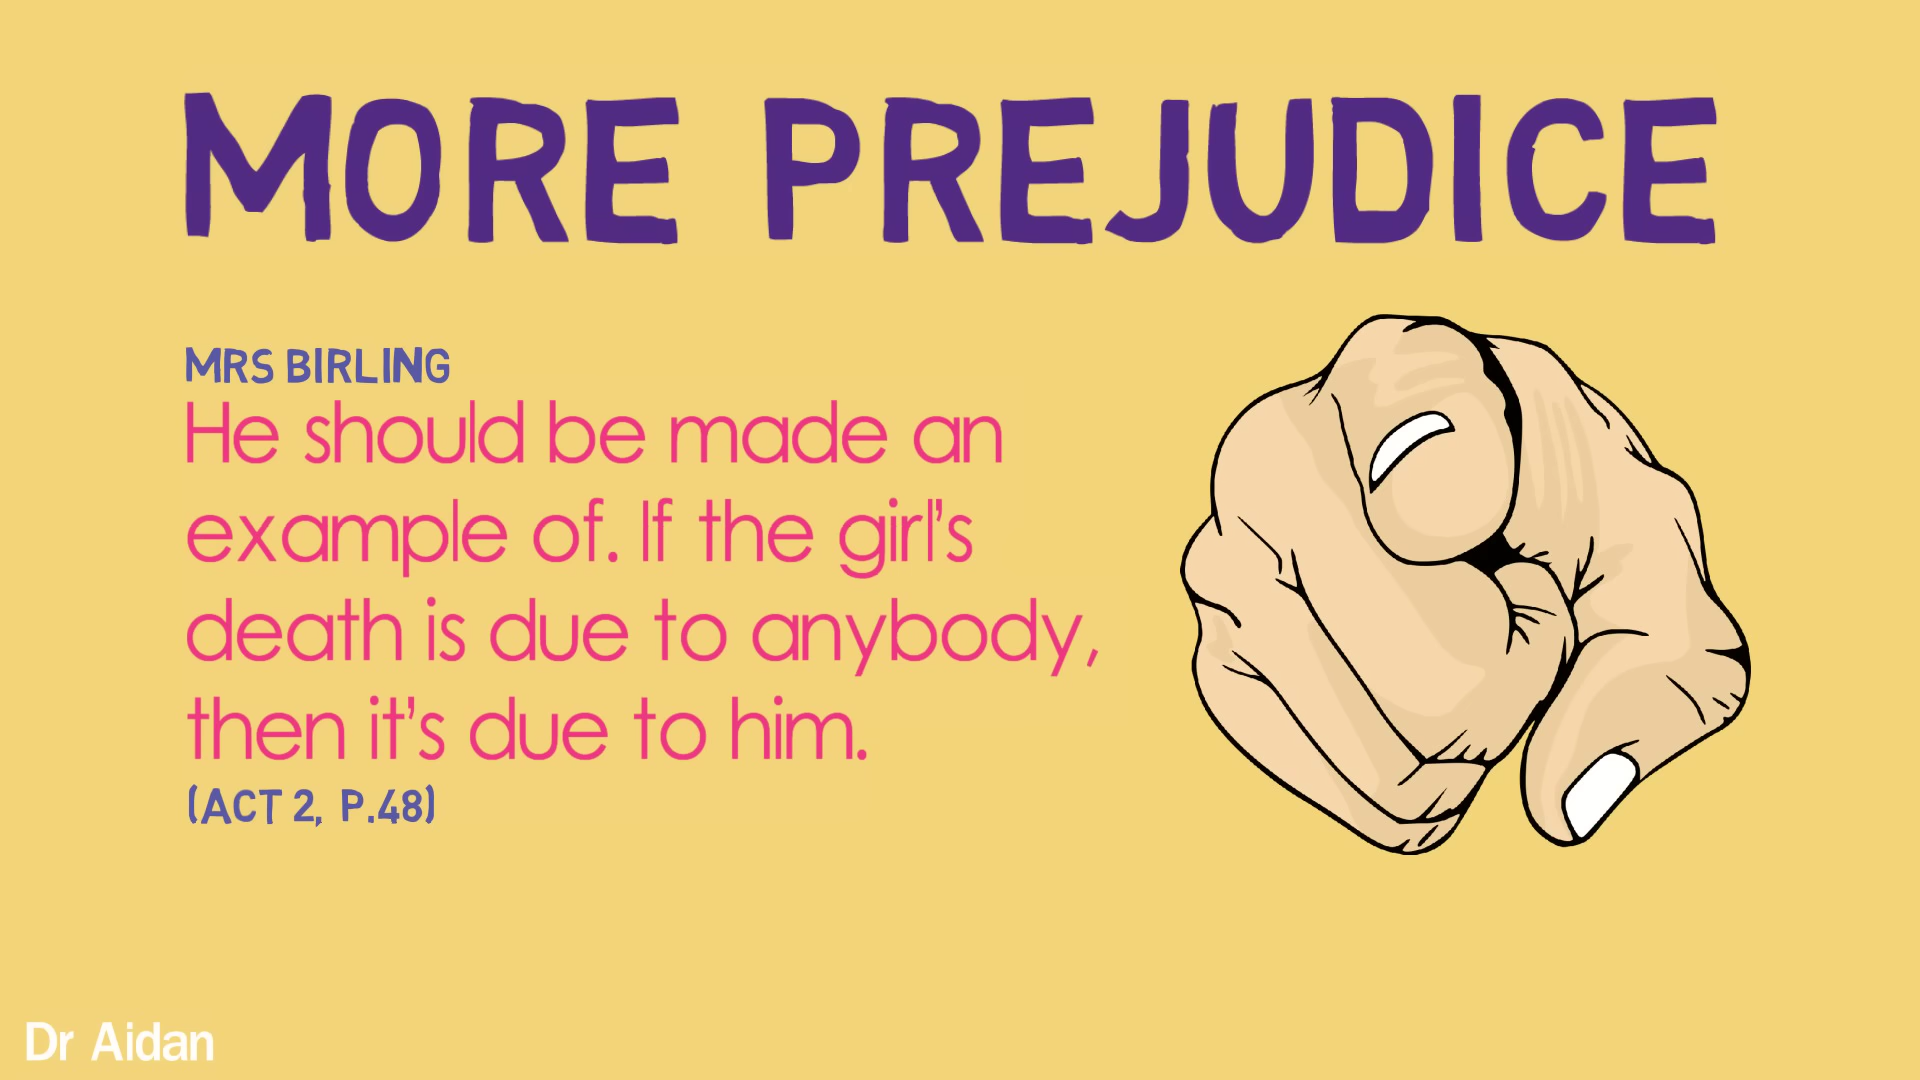 MORE PREJUDICE
MRS BIRLING
He should be made an
example of. If the girl's
death is due to anybody,
then it's due to him.
(ACT 2, P.48)
Dr Aidan